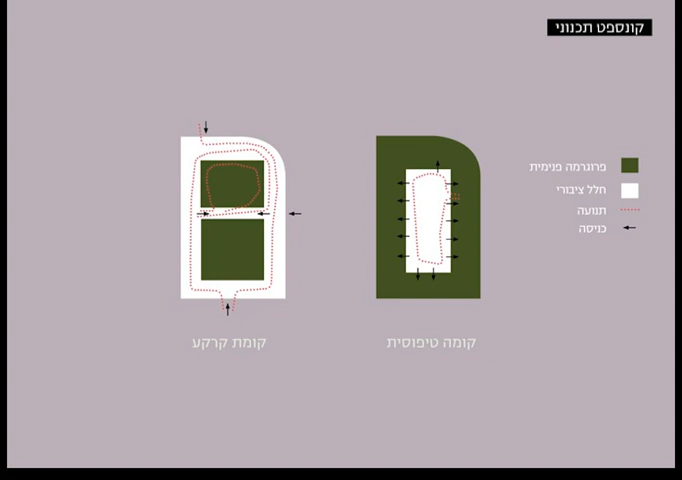 קונספט תכנוני
פרוגרמה פנימית
חלל ציבורי
תנועה
כניסה
קומה טיפוסית
קומת קרקע